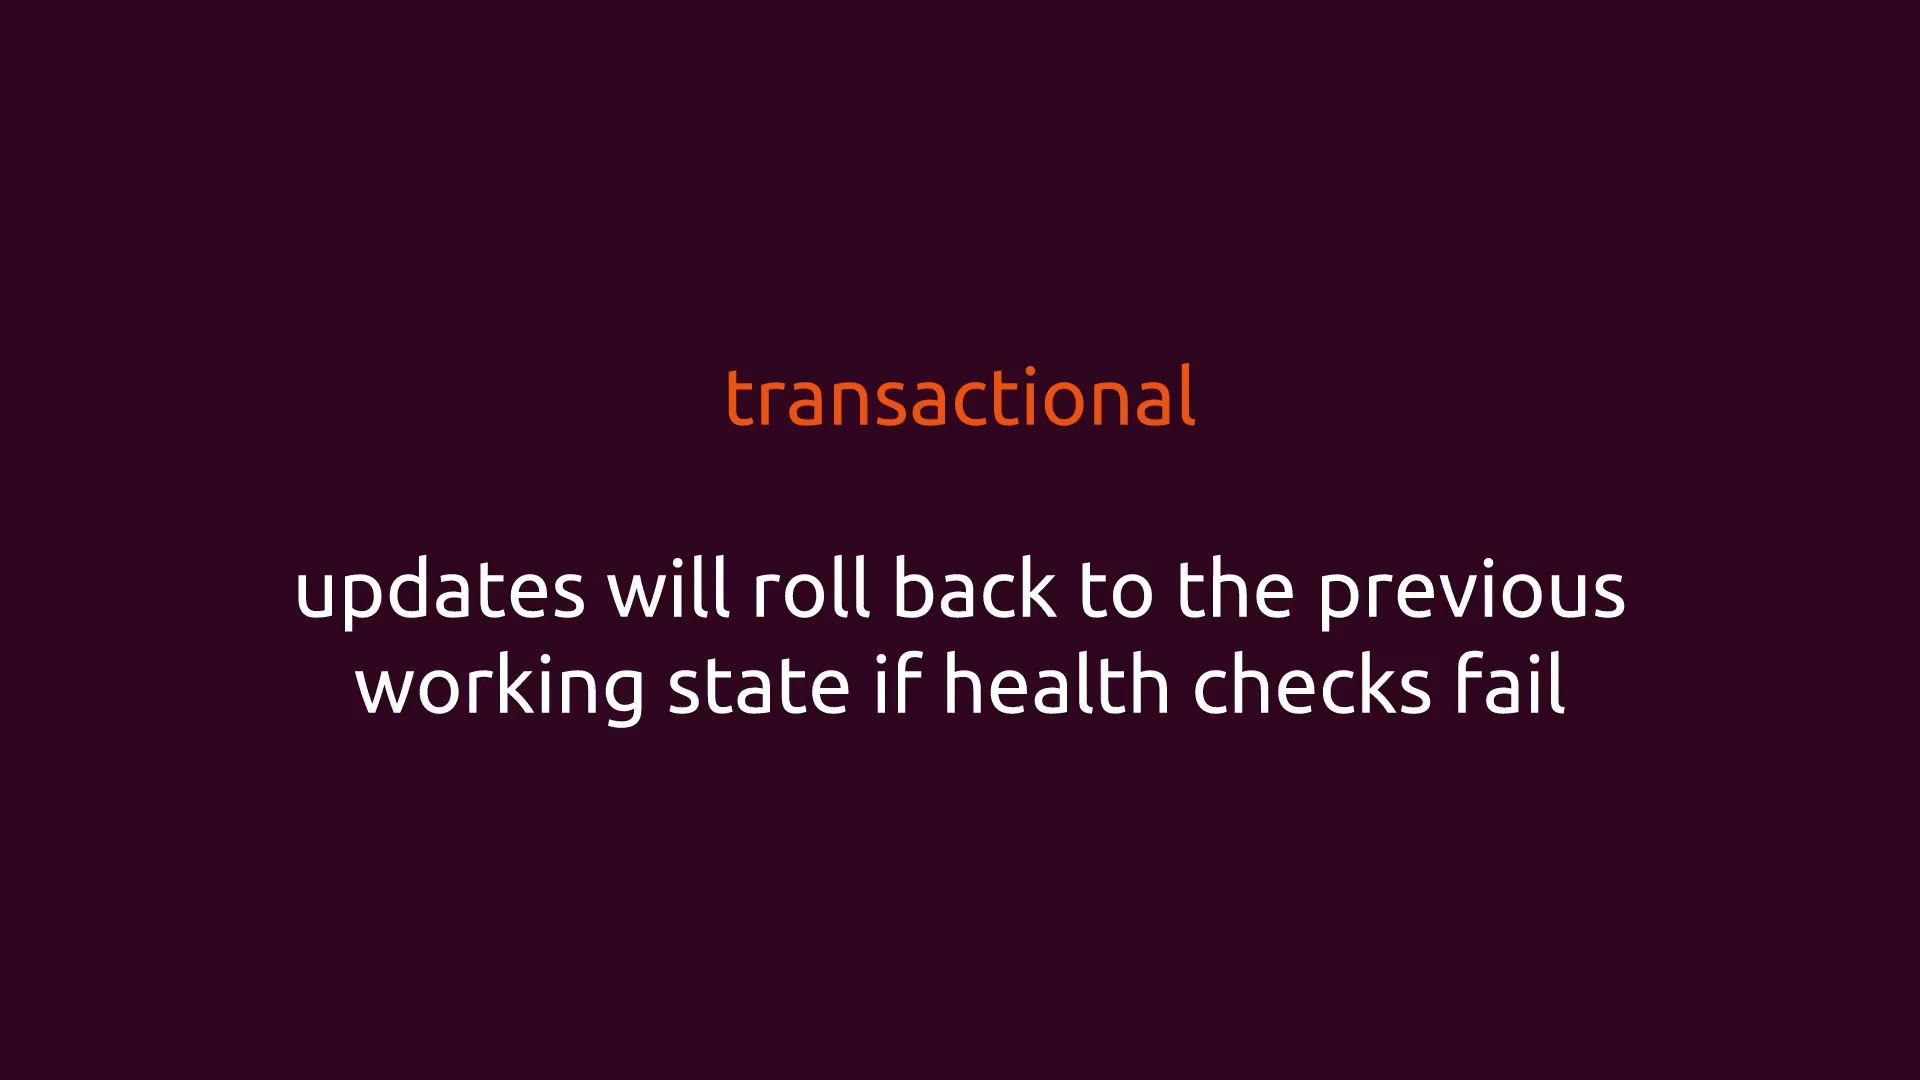 transactional
updates will roll back to the previous
working state if health checks fail